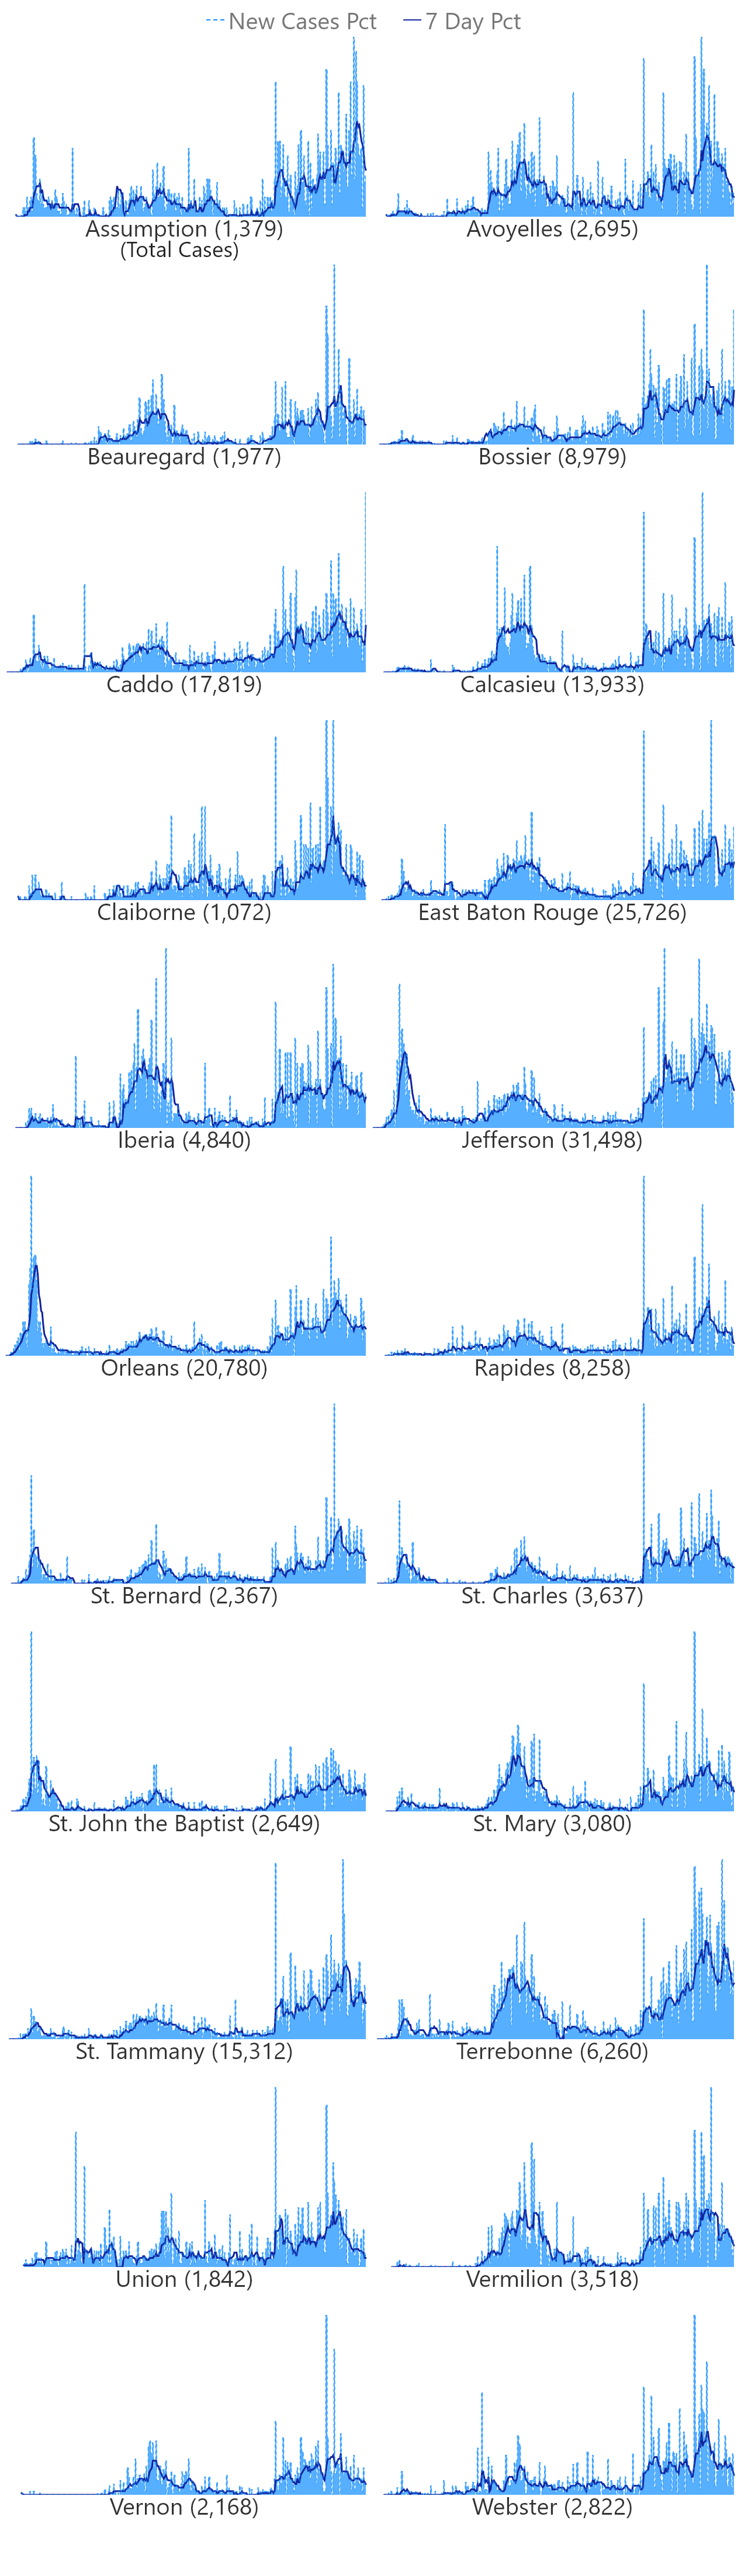 New Cases Pct 7 Day Pct
Assumption (1,379) Avoyelles (2,695)
(Total Cases)
Beauregard (1,977) Bossier (8,979)
Caddo (17,819) Calcasieu (13,933)
Claiborne (1,072) East Baton Rouge (25,726)
Iberia (4,840) Jefferson (31,498)
Orleans (20,780) Rapides (8,258)
St. Bernard (2,367) St. Charles (3,637)
St. John the Baptist (2,649) St. Mary (3,080)
St. Tammany (15,312) Terrebonne (6,260)
Union (1,842) Vermilion (3,518)
Vernon (2,168) Webster (2,822)